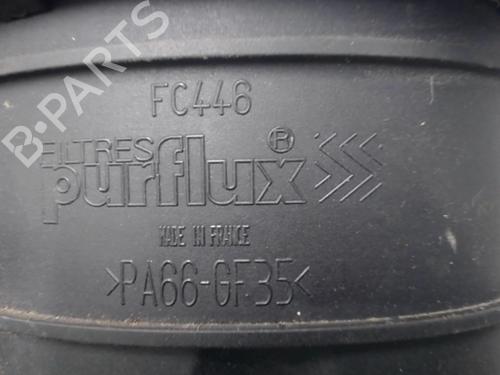 B-PARTS
FC446
FILTRES
purflux®
MADE IN FRANCE
>PA66-GF35<